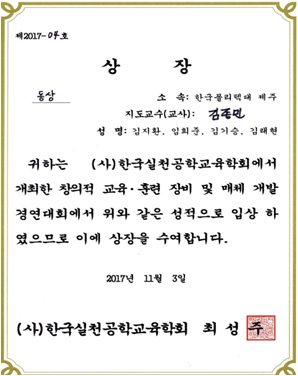 제2017-04호
상 장
동상
소 속: 한국폴리텍대 제주
지도교수(교사): 김종민
성 명: 김지환, 임희준, 김기승, 김태현
귀하는 (사)한국실천공학교육학회에서
개최한 창의적 교육·훈련 장비 및 매체 개발
경연대회에서 위와 같은 성적으로 입상 하
였으므로 이에 상장을 수여합니다.
2017년 11월 3일
(사)한국실천공학교육학회 최 성 주